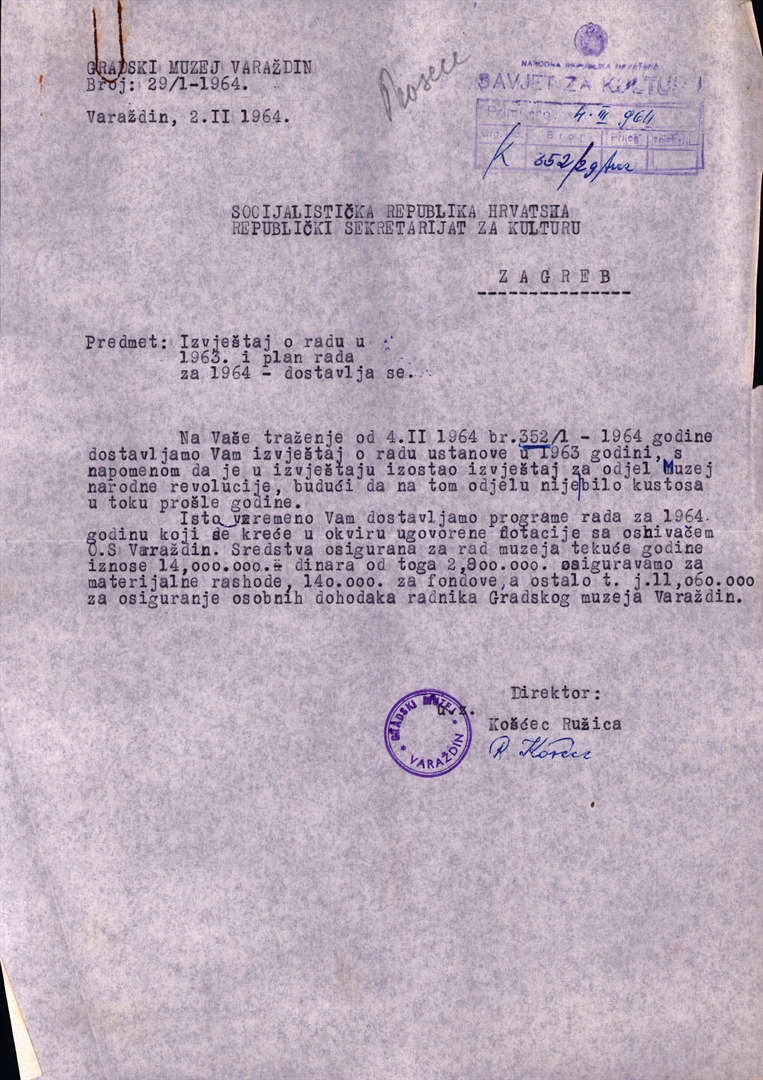 GRADSKI MUZEJ VARAŽDIN
Broj: 29/1-1964.
Varaždin, 2.II 1964.
NARODNA REPUBLIKA HRVATSKA
SAVJET ZA KULTURU
4. III 964
K 352/29
SOCIJALISTIČKA REPUBLIKA HRVATSKA
REPUBLIČKI SEKRETARIJAT ZA KULTURU
Z A G R E B
Predmet: Izvještaj o radu u
1963. i plan rada
za 1964 - dostavlja se.
Na Vaše traženje od 4.II 1964 br.352/1 - 1964 godine
dostavljamo Vam izvještaj o radu ustanove u 1963 godini, s
napomenom da je u izvještaju izostao izvještaj za odjel Muzej
narodne revolucije, budući da na tom odjelu nije bilo kustosa
u toku prošle godine.
Isto vremeno Vam dostavljamo programe rada za 1964.
godinu koji se kreće u okviru ugovorene dotacije sa osnivačem
O.S Varaždin. Sredstva osigurana za rad muzeja tekuće godine
iznose 14,000.000.- dinara od toga 2,800.000. osiguravamo za
materijalne rashode, 140.000. za fondove,a ostalo t. j.11,060.000
za osiguranje osobnih dohodaka radnika Gradskog muzeja Varaždin.
Direktor:
u z.
Košćec Ružica
GRADSKI MUZEJ
VARAŽDIN